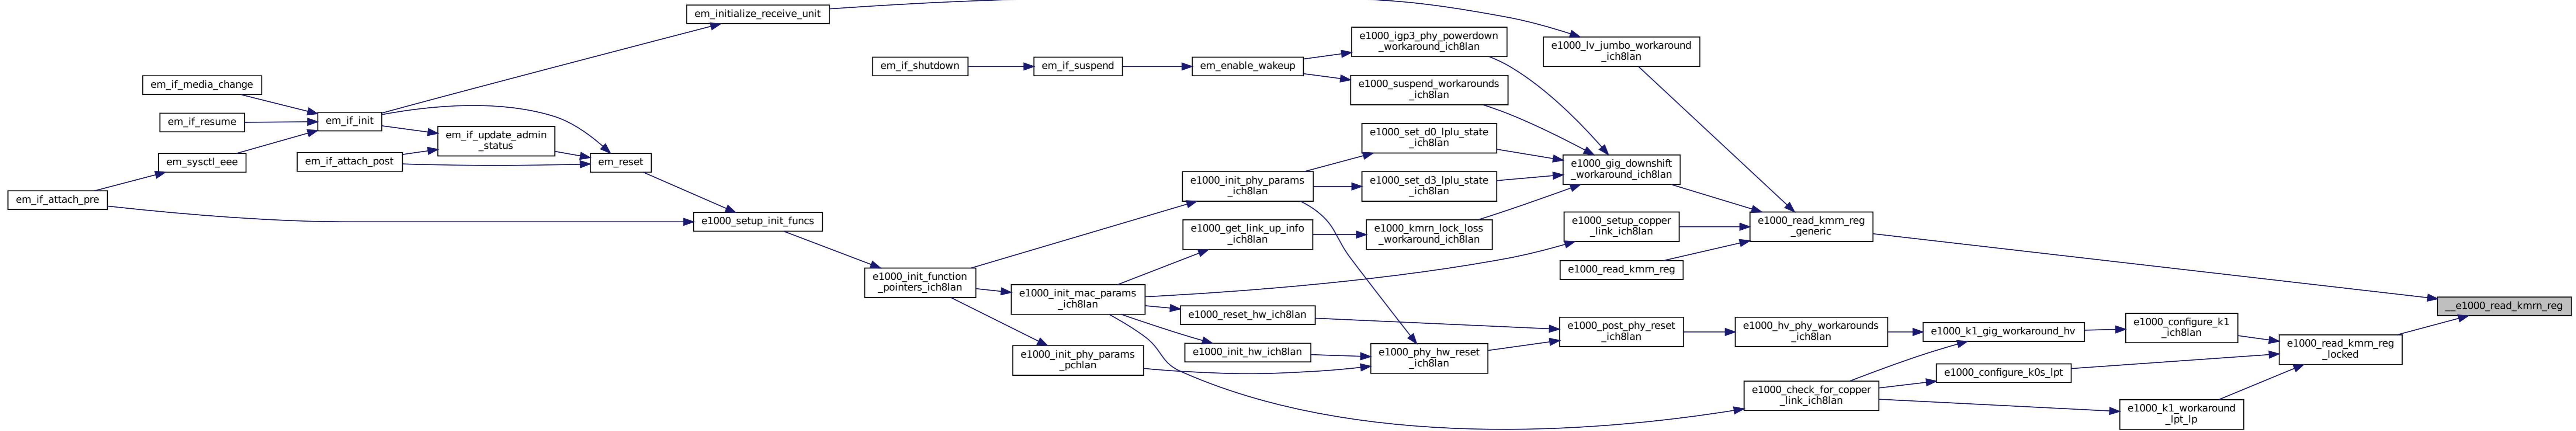 em_initialize_receive_unit
e1000_igp3_phy_powerdown
_workaround_ich8lan
e1000_lv_jumbo_workaround
_ich8lan
em_if_shutdown
em_if_suspend
em_enable_wakeup
em_if_media_change
e1000_suspend_workarounds
_ich8lan
em_if_resume
em_if_init
em_if_update_admin
_status
e1000_set_d0_lplu_state
_ich8lan
em_sysctl_eee
em_if_attach_post
em_reset
e1000_gig_downshift
_workaround_ich8lan
em_if_attach_pre
e1000_init_phy_params
_ich8lan
e1000_set_d3_lplu_state
_ich8lan
e1000_setup_init_funcs
e1000_get_link_up_info
_ich8lan
e1000_kmrn_lock_loss
_workaround_ich8lan
e1000_setup_copper
_link_ich8lan
e1000_read_kmrn_reg
_generic
e1000_read_kmrn_reg
e1000_init_function
_pointers_ich8lan
e1000_init_mac_params
_ich8lan
__e1000_read_kmrn_reg
e1000_reset_hw_ich8lan
e1000_post_phy_reset
_ich8lan
e1000_hv_phy_workarounds
_ich8lan
e1000_k1_gig_workaround_hv
e1000_configure_k1
_ich8lan
e1000_read_kmrn_reg
_locked
e1000_init_phy_params
_pchlan
e1000_init_hw_ich8lan
e1000_phy_hw_reset
_ich8lan
e1000_configure_k0s_lpt
e1000_check_for_copper
_link_ich8lan
e1000_k1_workaround
_lpt_lp